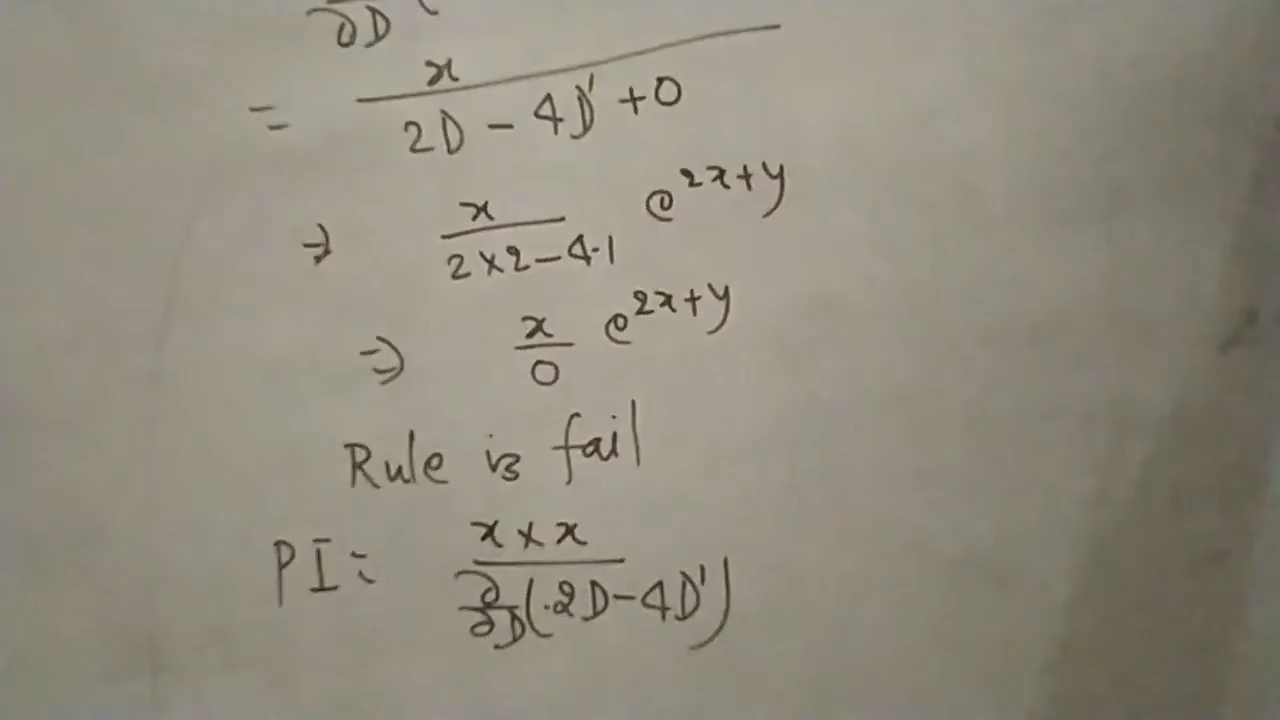 ∂D (
= x / (2D - 4D' + 0)
⇒ x / (2×2-4·1) e^{2x+y}
⇒ x/0 e^{2x+y}
Rule is fail
PI: x × x / ∂/∂D (·2D-4D')